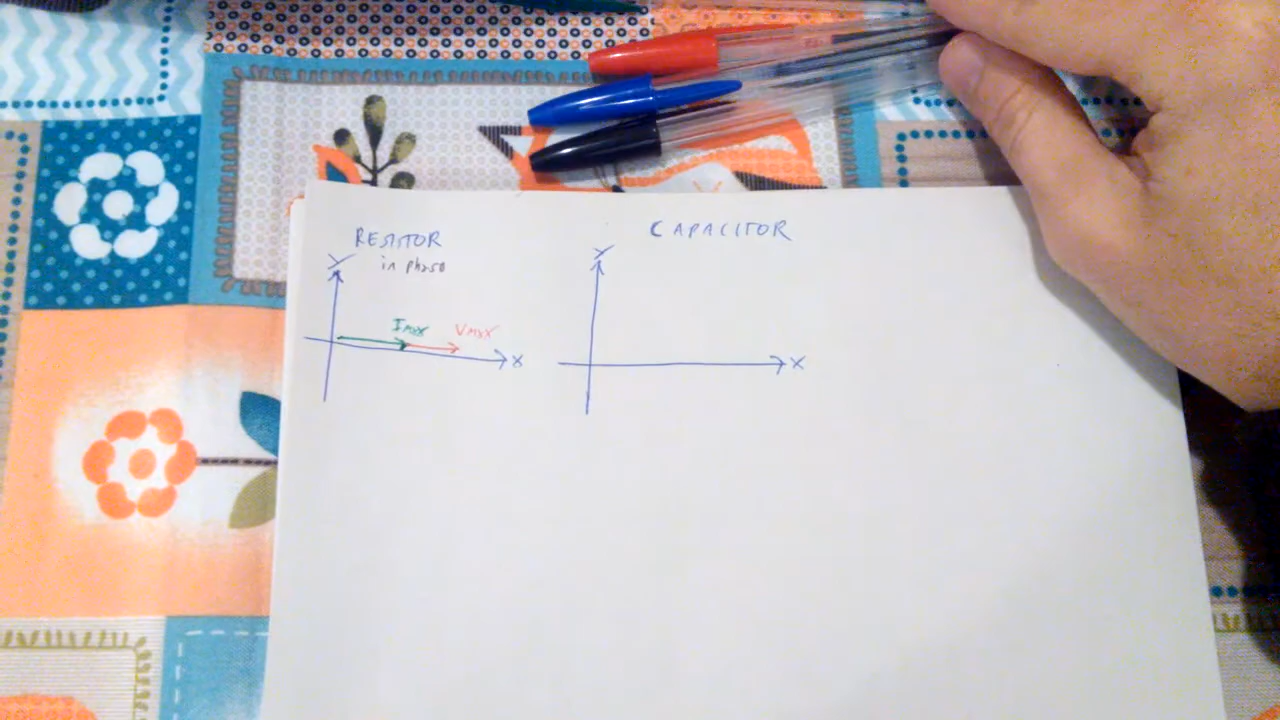 RESISTOR
in phase
Y
Imax
Vmax
X
CAPACITOR
Y
X